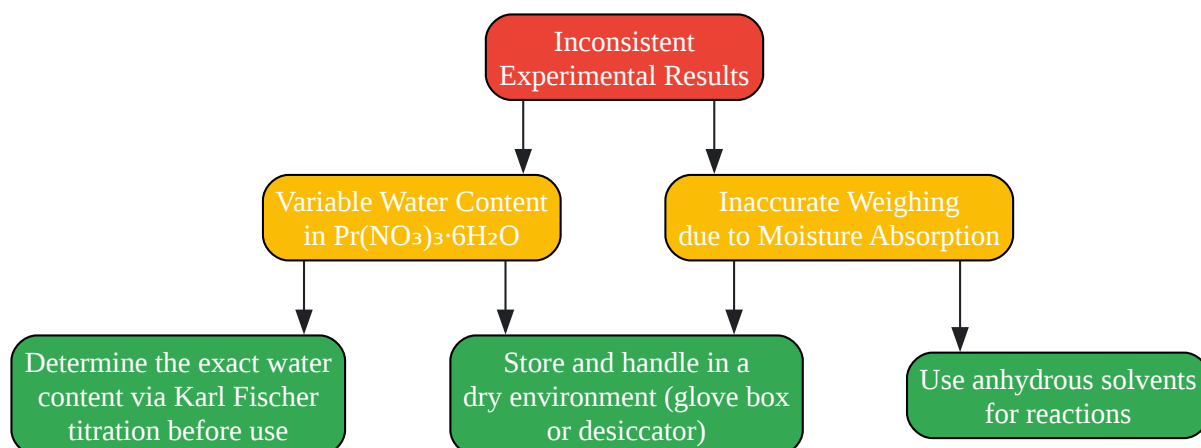 Inconsistent
Experimental Results
Variable Water Content
in Pr(NO₃)₃·6H₂O
Inaccurate Weighing
due to Moisture Absorption
Determine the exact water
content via Karl Fischer
titration before use
Store and handle in a
dry environment (glove box
or desiccator)
Use anhydrous solvents
for reactions